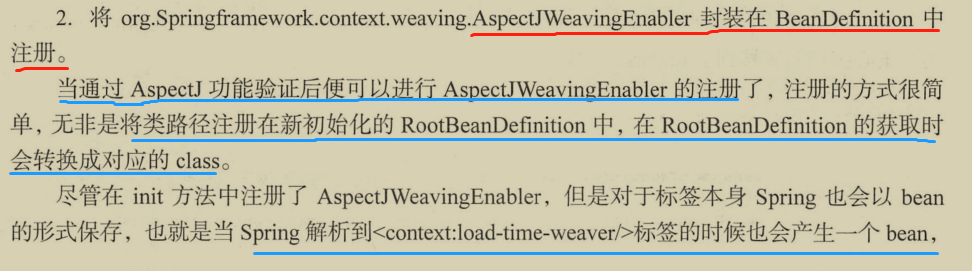 2. 将 org.Springframework.context.weaving.AspectJWeavingEnabler 封装在 BeanDefinition 中
注册。
当通过 AspectJ 功能验证后便可以进行 AspectJWeavingEnabler 的注册了，注册的方式很简
单，无非是将类路径注册在新初始化的 RootBeanDefinition 中，在 RootBeanDefinition 的获取时
会转换成对应的 class。
尽管在 init 方法中注册了 AspectJWeavingEnabler，但是对于标签本身 Spring 也会以 bean
的形式保存，也就是当 Spring 解析到<context:load-time-weaver/>标签的时候也会产生一个 bean，